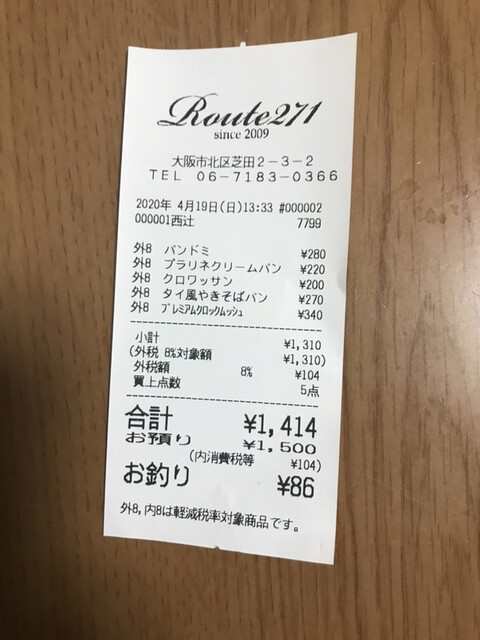 Route271
since 2009
大阪市北区芝田2-3-2
TEL 06-7183-0366
2020年 4月19日(日)13:33 #000002
000001西辻 7799
外8 パンドミ ¥280
外8 プラリネクリームパン ¥220
外8 クロワッサン ¥200
外8 タイ風やきそばパン ¥270
外8 プレミアムクロックムッシュ ¥340
小計 ¥1,310
(外税 8%対象額 ¥1,310)
外税額 8% ¥104
買上点数 5点
合計 ¥1,414
お預り ¥1,500
(内消費税等 ¥104)
お釣り ¥86
外8,内8は軽減税率対象商品です。